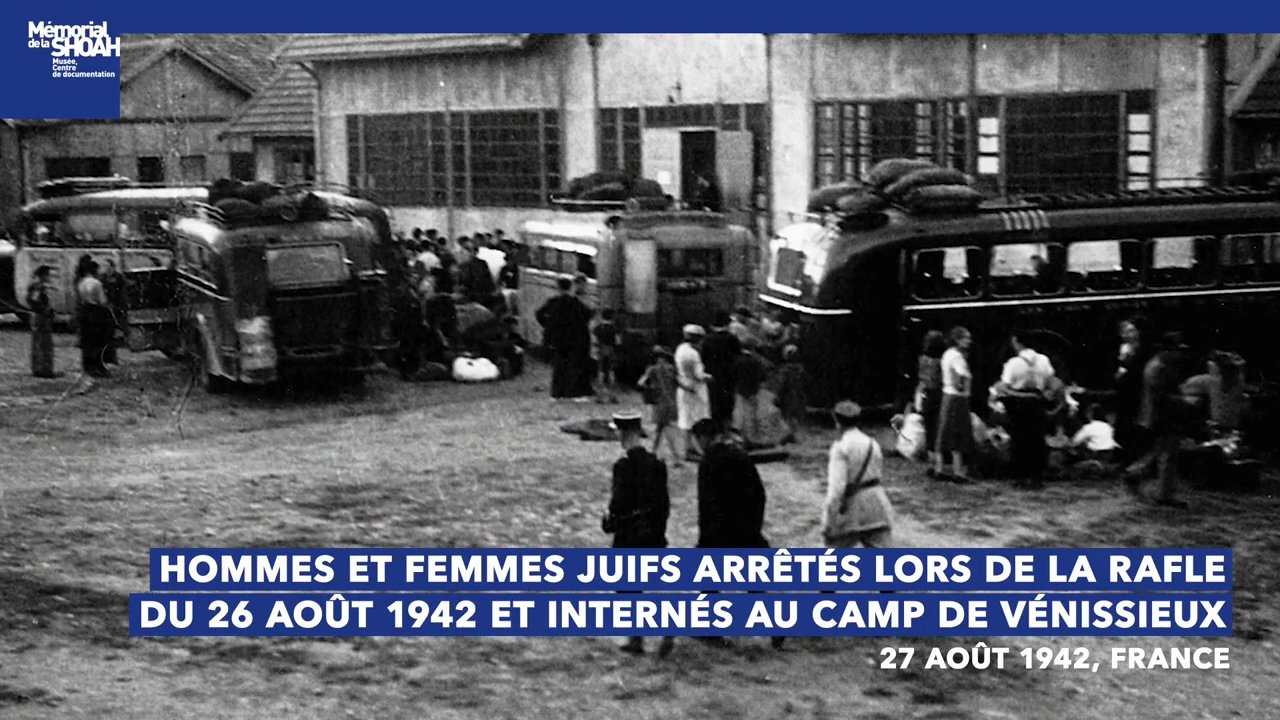 Mémorial
de la SHOAH
Musée,
Centre
de documentation
HOMMES ET FEMMES JUIFS ARRÊTÉS LORS DE LA RAFLE
DU 26 AOÛT 1942 ET INTERNÉS AU CAMP DE VÉNISSIEUX
27 AOÛT 1942, FRANCE